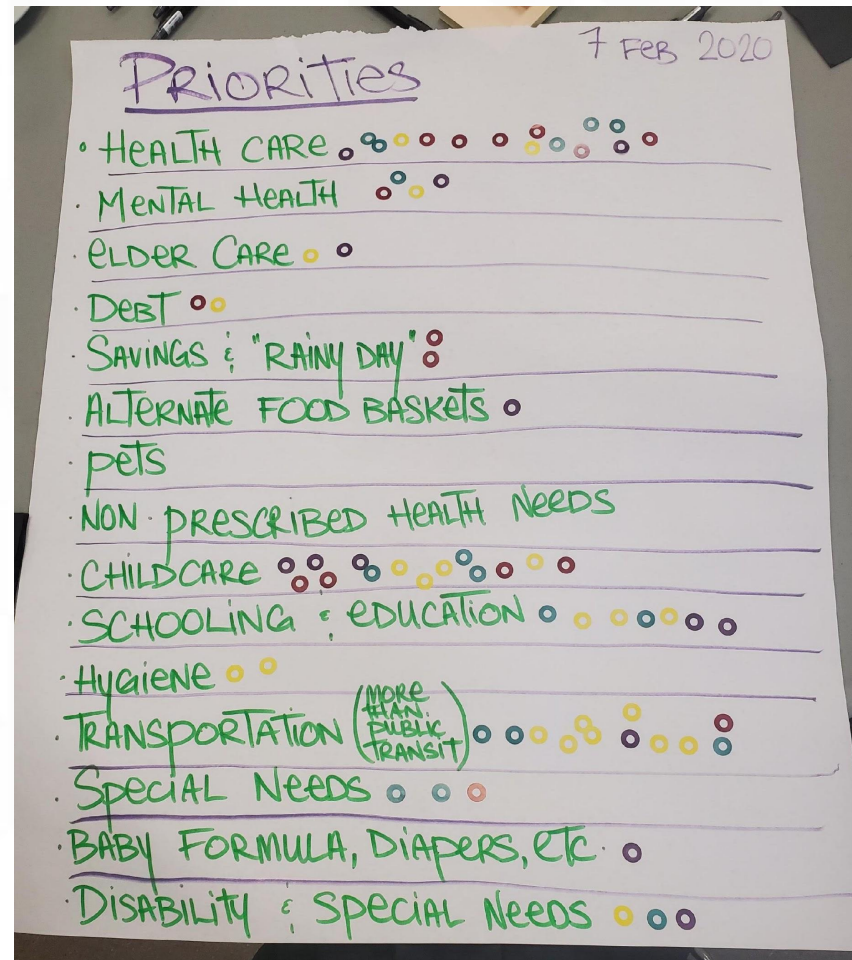 7 FEB 2020
PRIORITIES
• HEALTH CARE
· MENTAL HEALTH
· ELDER CARE
· DEBT
· SAVINGS & "RAINY DAY"
· ALTERNATE FOOD BASKETS
· PETS
· NON PRESCRIBED HEALTH NEEDS
· CHILDCARE
· SCHOOLING & EDUCATION
· HYGIENE
· TRANSPORTATION (MORE THAN PUBLIC TRANSIT)
· SPECIAL NEEDS
· BABY FORMULA, DIAPERS, ETC.
· DISABILITY & SPECIAL NEEDS